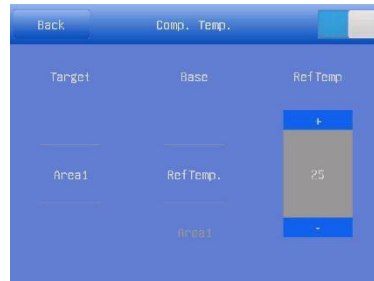 Back
Comp. Temp.
Target
Base
RefTemp
+
Area1
RefTemp.
25
Area1
-